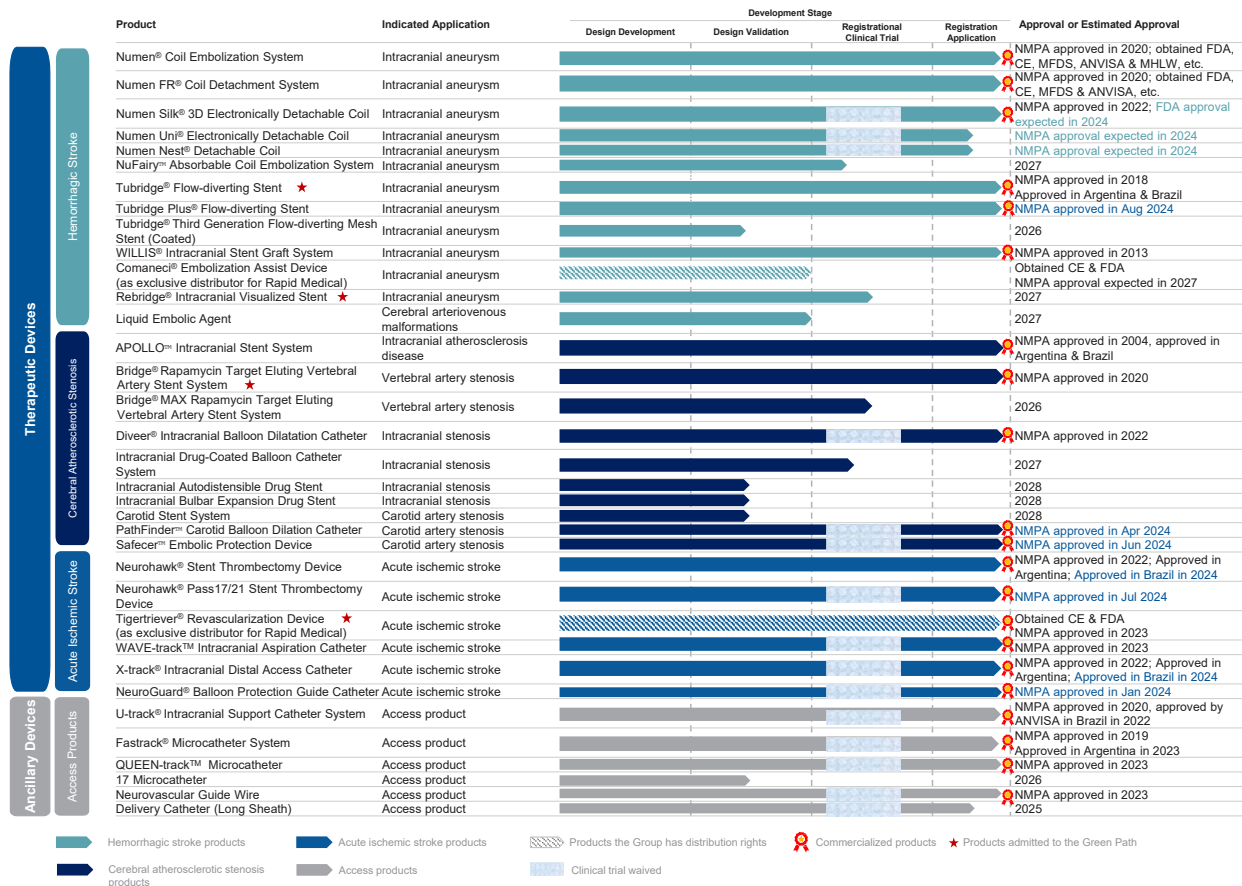 Product Indicated Application Development Stage Approval or Estimated Approval
Design Development Design Validation Registrational Clinical Trial Registration Application
Therapeutic Devices
Hemorrhagic Stroke
Numen® Coil Embolization System Intracranial aneurysm NMPA approved in 2020; obtained FDA,
CE, MFDS, ANVISA & MHLW, etc.
Numen FR® Coil Detachment System Intracranial aneurysm NMPA approved in 2020; obtained FDA,
CE, MFDS & ANVISA, etc.
Numen Silk® 3D Electronically Detachable Coil Intracranial aneurysm NMPA approved in 2022; FDA approval
expected in 2024
Numen Uni® Electronically Detachable Coil Intracranial aneurysm NMPA approval expected in 2024
Numen Nest® Detachable Coil Intracranial aneurysm NMPA approval expected in 2024
NuFairy™ Absorbable Coil Embolization System Intracranial aneurysm 2027
Tubridge® Flow-diverting Stent Intracranial aneurysm NMPA approved in 2018
Approved in Argentina & Brazil
Tubridge Plus® Flow-diverting Stent Intracranial aneurysm NMPA approved in Aug 2024
Tubridge® Third Generation Flow-diverting Mesh
Stent (Coated) Intracranial aneurysm 2026
WILLIS® Intracranial Stent Graft System Intracranial aneurysm NMPA approved in 2013
Comaneci® Embolization Assist Device
(as exclusive distributor for Rapid Medical) Intracranial aneurysm Obtained CE & FDA
NMPA approval expected in 2027
Rebridge® Intracranial Visualized Stent Intracranial aneurysm 2027
Liquid Embolic Agent Cerebral arteriovenous
malformations 2027
Cerebral Atherosclerotic Stenosis
APOLLO™ Intracranial Stent System Intracranial atherosclerosis
disease NMPA approved in 2004, approved in
Argentina & Brazil
Bridge® Rapamycin Target Eluting Vertebral
Artery Stent System Vertebral artery stenosis NMPA approved in 2020
Bridge® MAX Rapamycin Target Eluting
Vertebral Artery Stent System Vertebral artery stenosis 2026
Diveer® Intracranial Balloon Dilatation Catheter Intracranial stenosis NMPA approved in 2022
Intracranial Drug-Coated Balloon Catheter
System Intracranial stenosis 2027
Intracranial Autodistensible Drug Stent Intracranial stenosis 2028
Intracranial Bulbar Expansion Drug Stent Intracranial stenosis 2028
Carotid Stent System Carotid artery stenosis 2028
PathFinder™ Carotid Balloon Dilation Catheter Carotid artery stenosis NMPA approved in Apr 2024
Safecer™ Embolic Protection Device Carotid artery stenosis NMPA approved in Jun 2024
Acute Ischemic Stroke
Neurohawk® Stent Thrombectomy Device Acute ischemic stroke NMPA approved in 2022; Approved in
Argentina; Approved in Brazil in 2024
Neurohawk® Pass17/21 Stent Thrombectomy
Device Acute ischemic stroke NMPA approved in Jul 2024
Tigertriever® Revascularization Device
(as exclusive distributor for Rapid Medical) Acute ischemic stroke Obtained CE & FDA
NMPA approved in 2023
WAVE-track™ Intracranial Aspiration Catheter Acute ischemic stroke NMPA approved in 2023
X-track® Intracranial Distal Access Catheter Acute ischemic stroke NMPA approved in 2022; Approved in
Argentina; Approved in Brazil in 2024
NeuroGuard® Balloon Protection Guide Catheter Acute ischemic stroke NMPA approved in Jan 2024
Ancillary Devices
Access Products
U-track® Intracranial Support Catheter System Access product NMPA approved in 2020, approved by
ANVISA in Brazil in 2022
Fastrack® Microcatheter System Access product NMPA approved in 2019
Approved in Argentina in 2023
QUEEN-track™ Microcatheter Access product NMPA approved in 2023
17 Microcatheter Access product 2026
Neurovascular Guide Wire Access product NMPA approved in 2023
Delivery Catheter (Long Sheath) Access product 2025
Hemorrhagic stroke products Acute ischemic stroke products Products the Group has distribution rights Commercialized products Products admitted to the Green Path
Cerebral atherosclerotic stenosis
products Access products Clinical trial waived